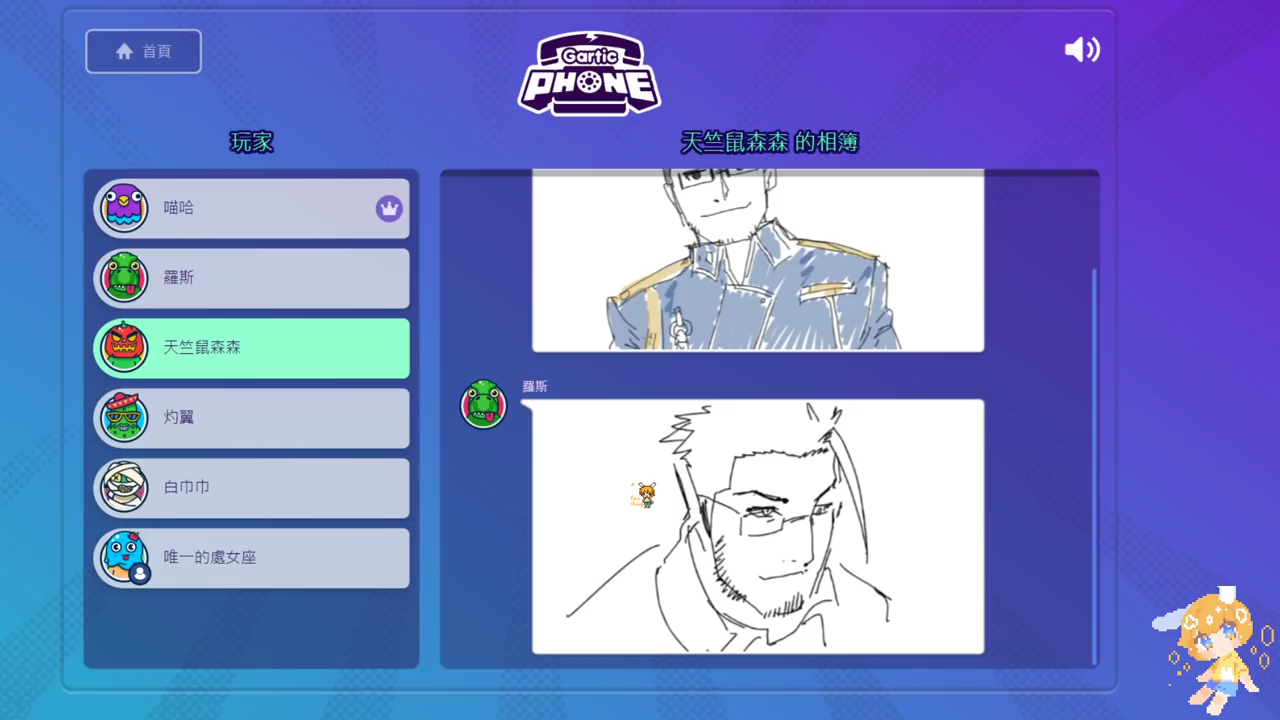 首頁
Gartic
PHONE
玩家
天竺鼠森森 的相簿
喵哈
羅斯
天竺鼠森森
灼翼
白巾巾
唯一的處女座
羅斯